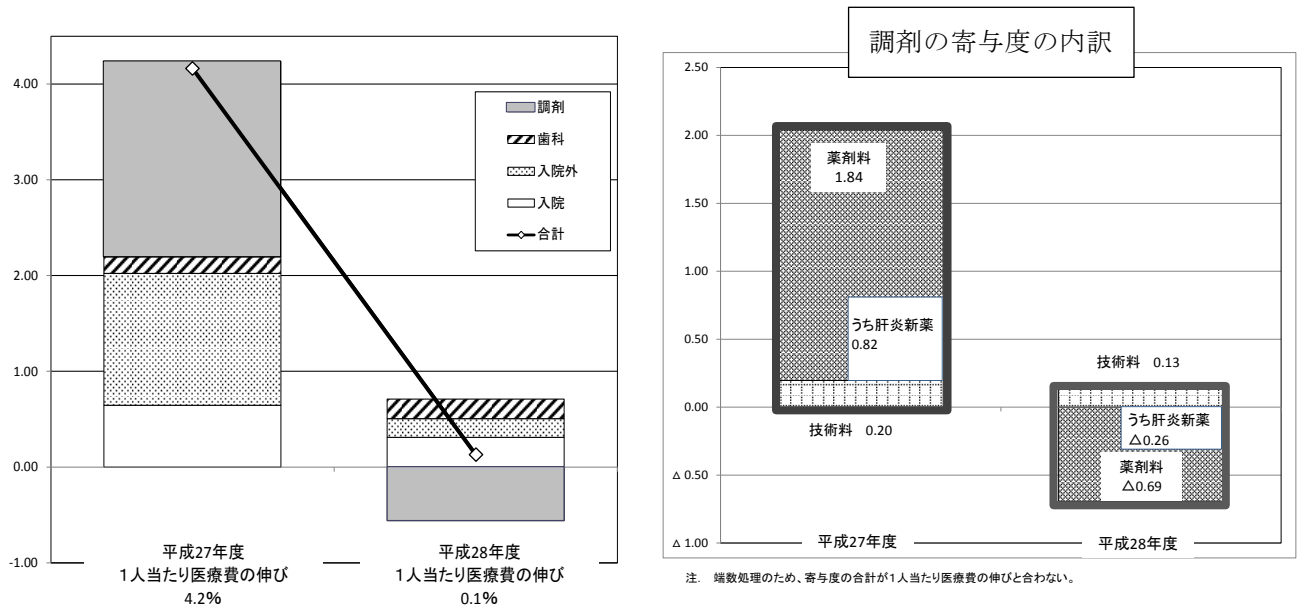 4.00
3.00
2.00
1.00
0.00
-1.00
調剤
歯科
入院外
入院
合計
平成27年度
1人当たり医療費の伸び
4.2%
平成28年度
1人当たり医療費の伸び
0.1%
調剤の寄与度の内訳
2.50
2.00
1.50
1.00
0.50
0.00
△ 0.50
△ 1.00
薬剤料
1.84
うち肝炎新薬
0.82
技術料 0.20
技術料 0.13
うち肝炎新薬
△0.26
薬剤料
△0.69
平成27年度
平成28年度
注. 端数処理のため、寄与度の合計が1人当たり医療費の伸びと合わない。